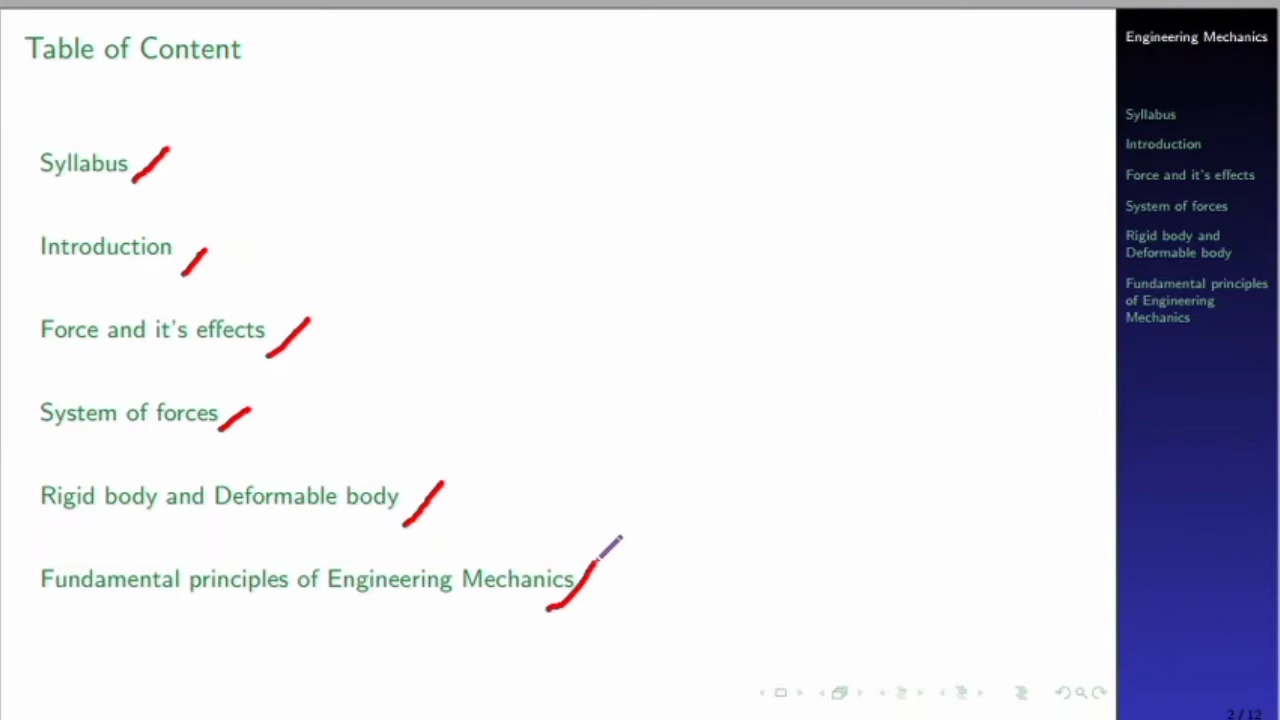 Table of Content
Syllabus
Introduction
Force and it's effects
System of forces
Rigid body and Deformable body
Fundamental principles of Engineering Mechanics
Engineering Mechanics
Syllabus
Introduction
Force and it's effects
System of forces
Rigid body and
Deformable body
Fundamental principles
of Engineering
Mechanics
2 / 12